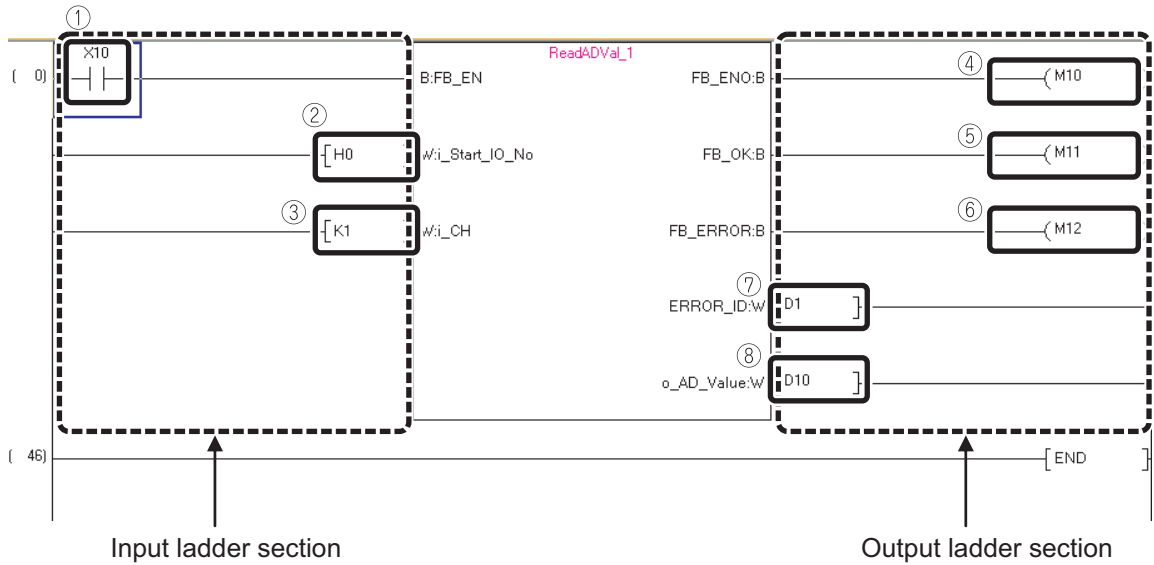 ①
X10
ReadADVal_1
( 0)
B:FB_EN
FB_ENO:B
④
M10
②
H0
W:i_Start_IO_No
FB_OK:B
⑤
M11
③
K1
W:i_CH
FB_ERROR:B
⑥
M12
⑦
ERROR_ID:W
D1
⑧
o_AD_Value:W
D10
( 46)
END
Input ladder section
Output ladder section